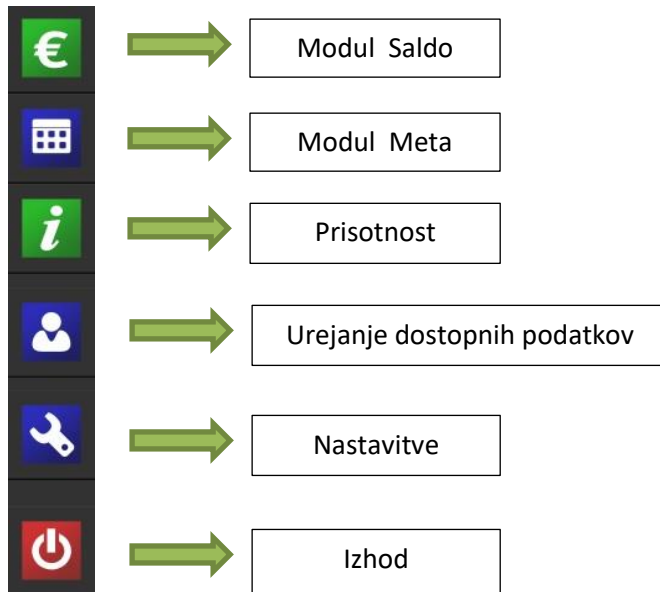 €
Modul Saldo
Modul Meta
i
Prisotnost
Urejanje dostopnih podatkov
Nastavitve
Izhod